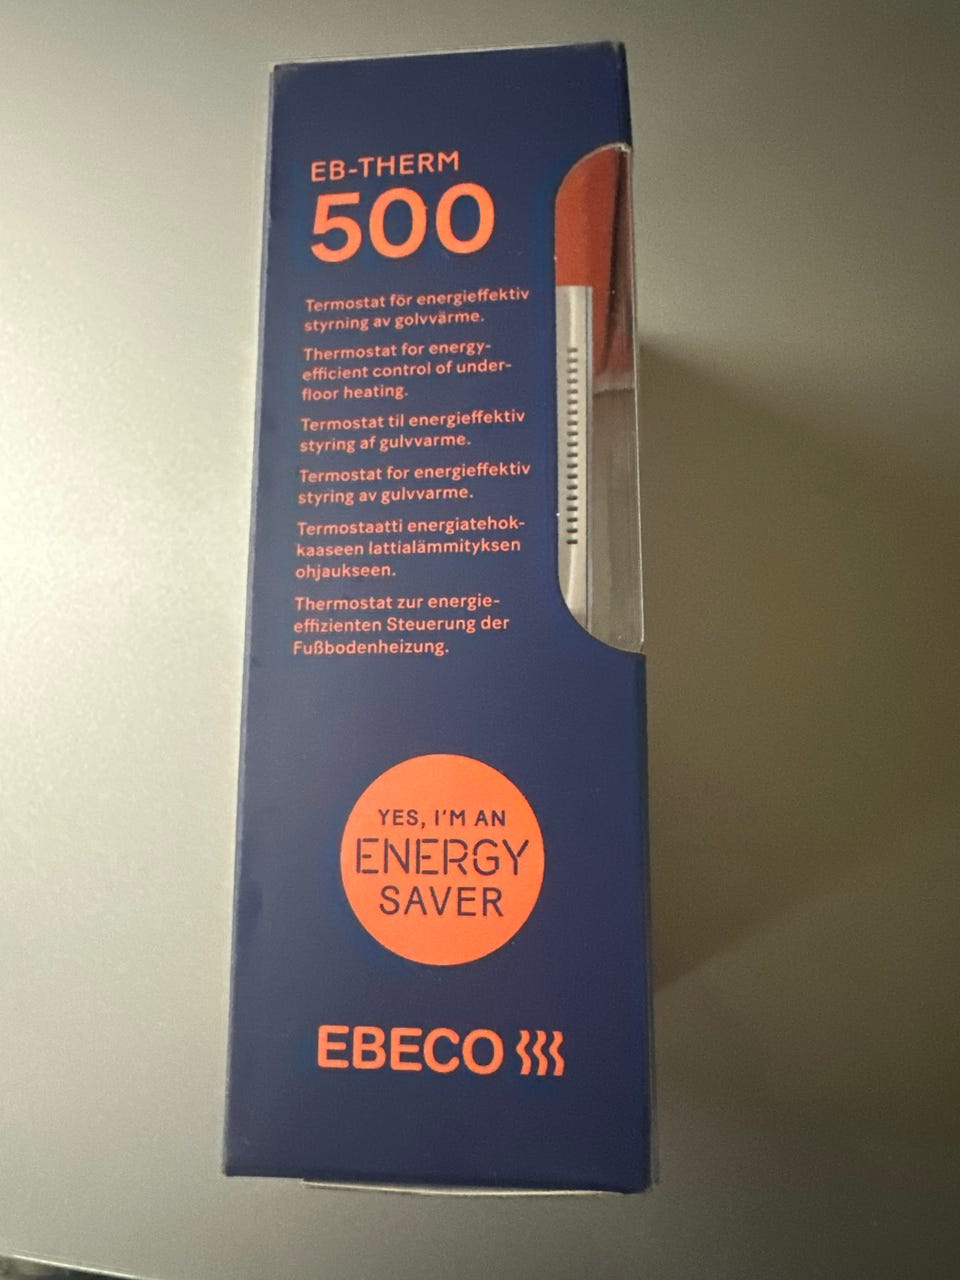 EB-THERM
500
Termostat för energieffektiv
styrning av golvvärme.
Thermostat for energy-
efficient control of under-
floor heating.
Termostat til energieffektiv
styring af gulvvarme.
Termostat for energieffektiv
styring av gulvvarme.
Termostaatti energiatehok-
kaaseen lattialämmityksen
ohjaukseen.
Thermostat zur energie-
effizienten Steuerung der
Fußbodenheizung.
YES, I'M AN
ENERGY
SAVER
EBECO